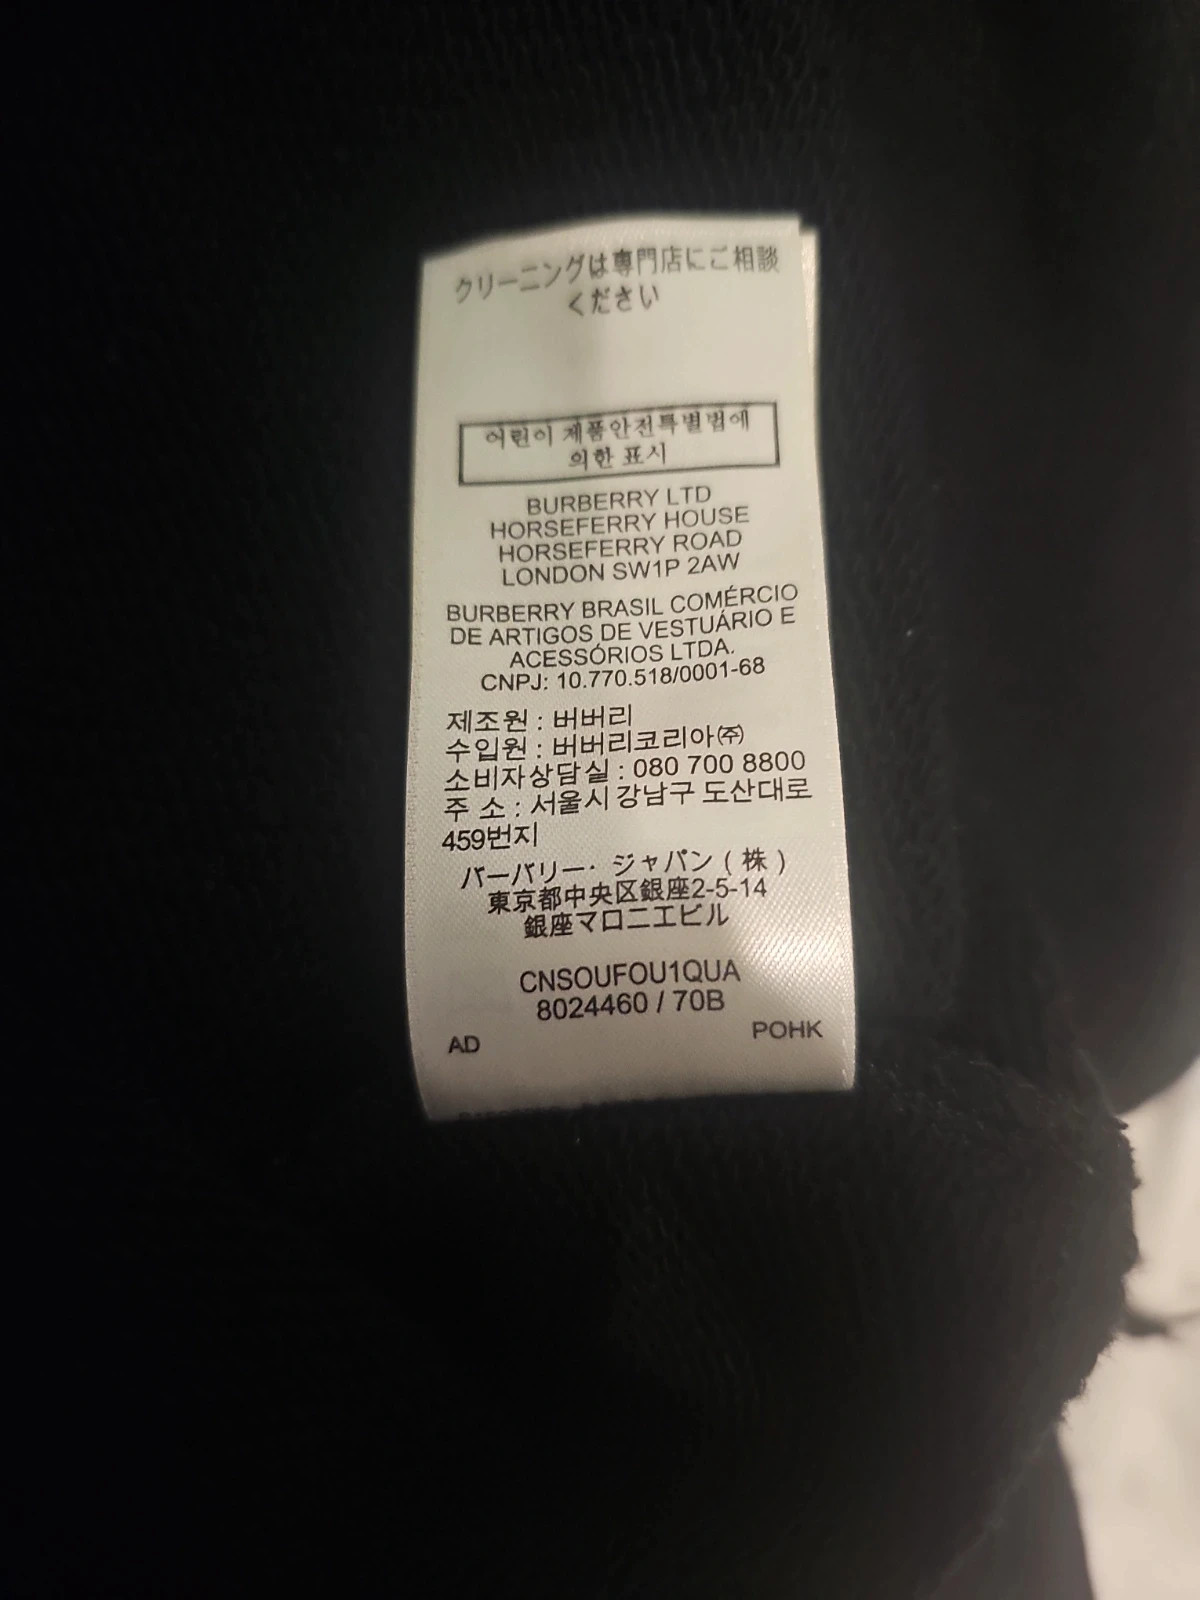 クリーニングは専門店にご相談
ください
어린이 제품안전특별법에
의한 표시
BURBERRY LTD
HORSEFERRY HOUSE
HORSEFERRY ROAD
LONDON SW1P 2AW
BURBERRY BRASIL COMÉRCIO
DE ARTIGOS DE VESTUÁRIO E
ACESSÓRIOS LTDA.
CNPJ: 10.770.518/0001-68
제조원 : 버버리
수입원 : 버버리코리아㈜
소비자상담실 : 080 700 8800
주 소 : 서울시 강남구 도산대로
459번지
バーバリー・ジャパン ( 株 )
東京都中央区銀座2-5-14
銀座マロニエビル
CNSOUFOU1QUA
8024460 / 70B
AD POHK